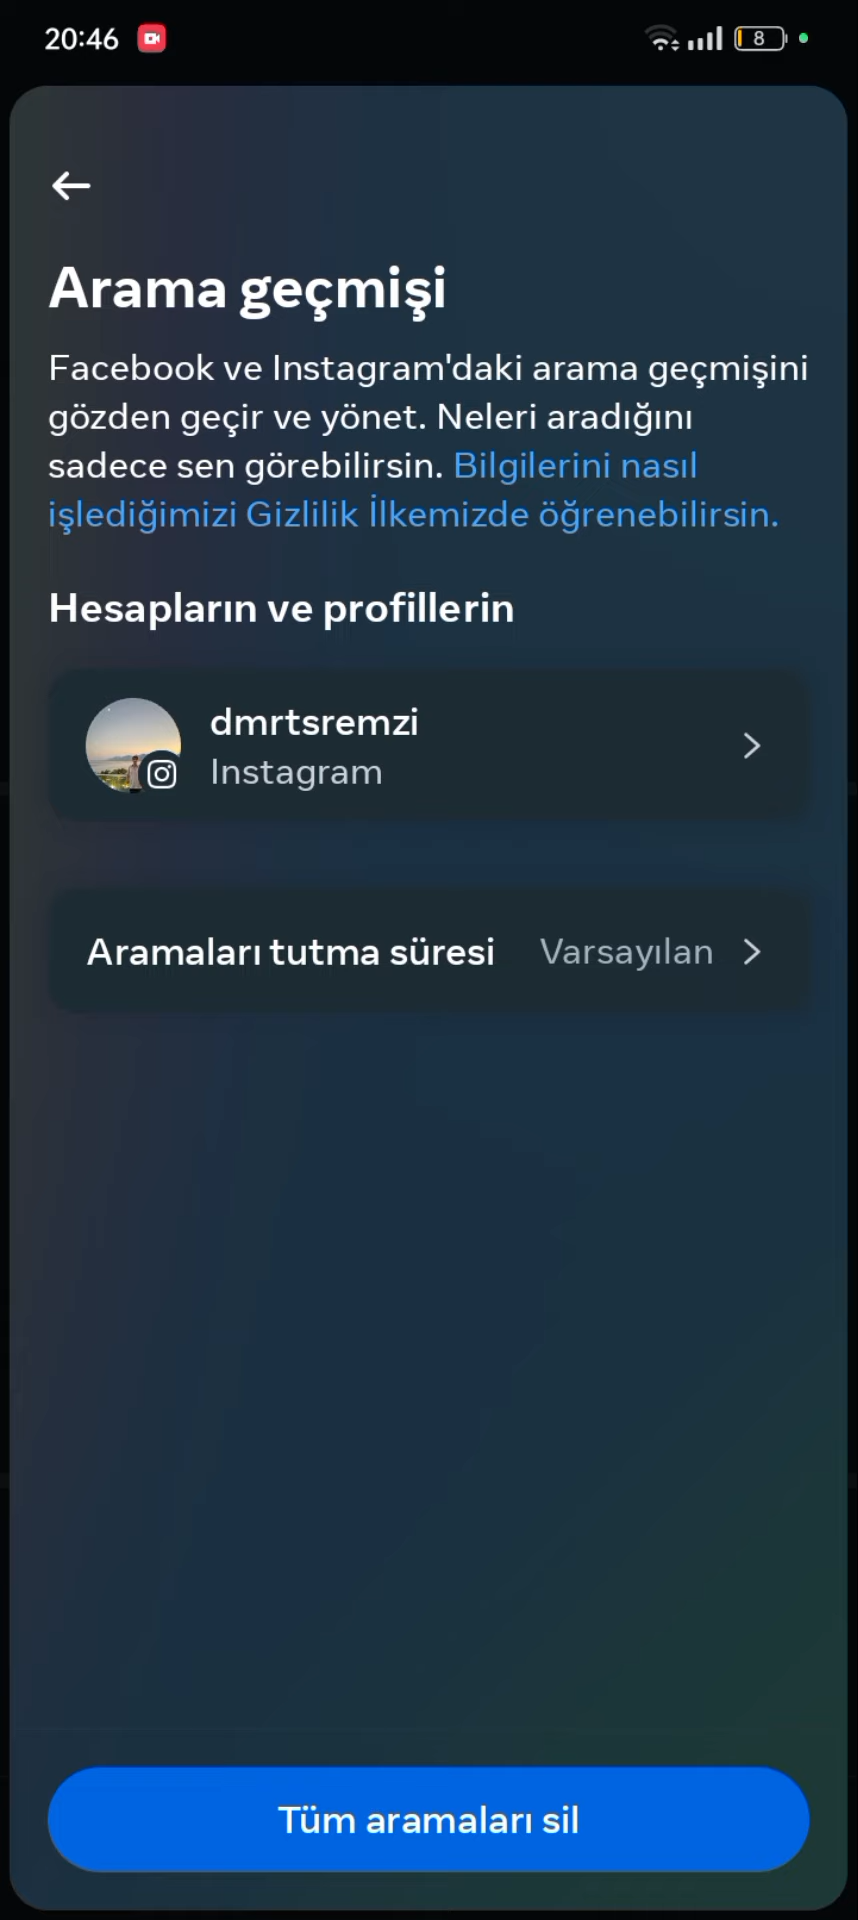 20:46
8
Arama geçmişi
Facebook ve Instagram'daki arama geçmişini
gözden geçir ve yönet. Neleri aradığını
sadece sen görebilirsin. Bilgilerini nasıl
işlediğimizi Gizlilik İlkemizde öğrenebilirsin.
Hesapların ve profillerin
dmrtsremzi
Instagram
Aramaları tutma süresi Varsayılan
Tüm aramaları sil